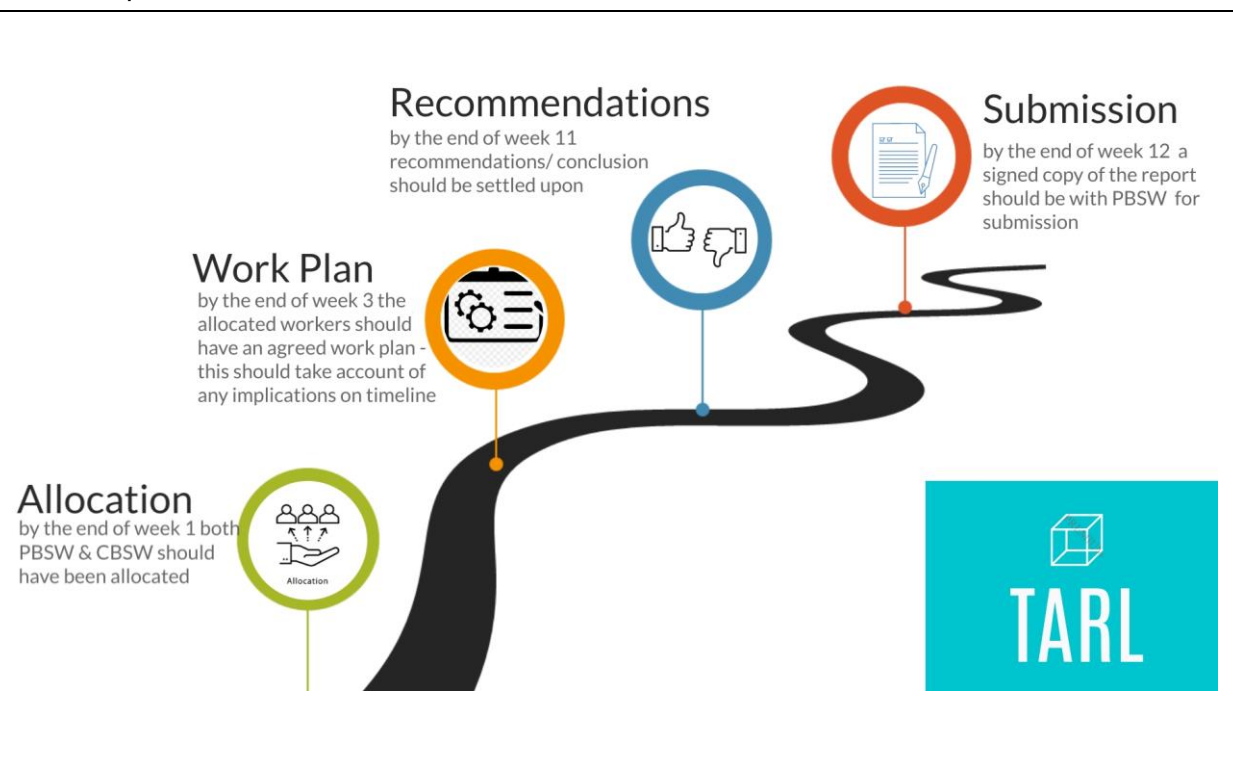 Recommendations
by the end of week 11
recommendations/ conclusion
should be settled upon
Submission
by the end of week 12 a
signed copy of the report
should be with PBSW for
submission
Work Plan
by the end of week 3 the
allocated workers should
have an agreed work plan -
this should take account of
any implications on timeline
Allocation
by the end of week 1 both
PBSW & CBSW should
have been allocated
Allocation
TARL